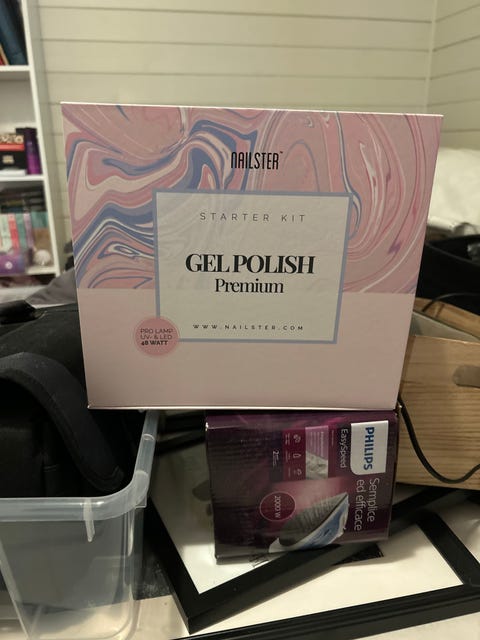 NAILSTER™
STARTER KIT
GEL POLISH
Premium
WWW.NAILSTER.COM
PRO LAMP
UV- & LED
48 WATT
PHILIPS
EasySpeed
Semplice
ed efficace
2000 W